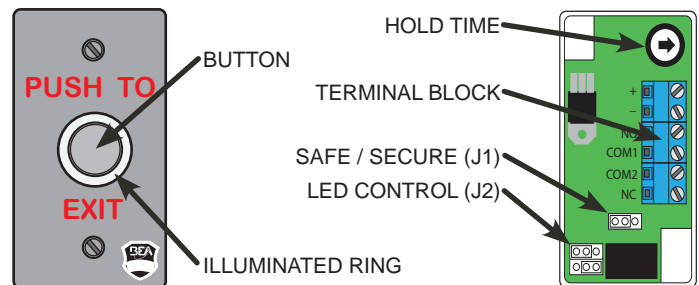 HOLD TIME
BUTTON
PUSH TO
TERMINAL BLOCK
+
−
NO
COM1
SAFE / SECURE (J1)
COM2
LED CONTROL (J2)
NC
EXIT
BEA
ILLUMINATED RING